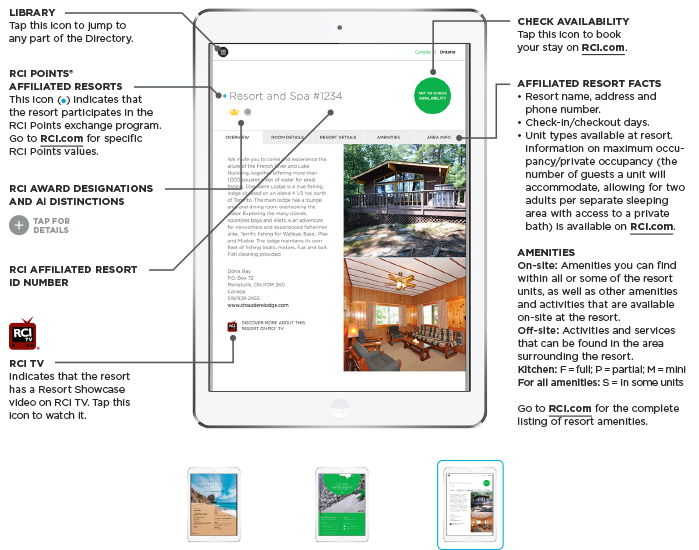 LIBRARY
Tap this icon to jump to
any part of the Directory.
RCI POINTS®
AFFILIATED RESORTS
This icon ( ) indicates that
the resort participates in the
RCI Points exchange program.
Go to RCI.com for specific
RCI Points values.
RCI AWARD DESIGNATIONS
AND AI DISTINCTIONS
TAP FOR
DETAILS
RCI AFFILIATED RESORT
ID NUMBER
RCI
TV
RCI TV
Indicates that the resort
has a Resort Showcase
video on RCI TV. Tap this
icon to watch it.
Canada | Ontario
Resort and Spa #1234
TAP TO CHECK
AVAILABILITY
OVERVIEW
ROOM DETAILS
RESORT DETAILS
AMENITIES
AREA INFO
We invite you to come and experience the
allure of the French River and Lake
Nipissing, together offering more than
1,000 square miles of water for great
fishing. Chaudiere Lodge is a true fishing
lodge situated on an island 4 1/2 hrs north
of Toronto. The main lodge has a lounge
and dining room overlooking the
water. Exploring the many islands,
countless bays and inlets is an adventure
for newcomers and experienced fishermen
alike. Terrific fishing for Walleye, Bass, Pike
and Muskie. The lodge maintains its own
fleet of fishing boats, motors, fuel and bait.
Fish cleaning provided.
Dokis Bay
P.O. Box 72
Monetville, ON P0M 2K0
Canada
www.chaudierelodge.com
RCI
TV
DISCOVER MORE ABOUT THIS
RESORT ON RCI TV
CHECK AVAILABILITY
Tap this icon to book
your stay on RCI.com.
AFFILIATED RESORT FACTS
• Resort name, address and
phone number.
• Check-in/checkout days.
• Unit types available at resort.
Information on maximum occu-
pancy/private occupancy (the
number of guests a unit will
accommodate, allowing for two
adults per separate sleeping
area with access to a private
bath) is available on RCI.com.
AMENITIES
On-site: Amenities you can find
within all or some of the resort
units, as well as other amenities
and activities that are available
on-site at the resort.
Off-site: Activities and services
that can be found in the area
surrounding the resort.
Kitchen: F = full; P = partial; M = mini
For all amenities: S = in some units
Go to RCI.com for the complete
listing of resort amenities.